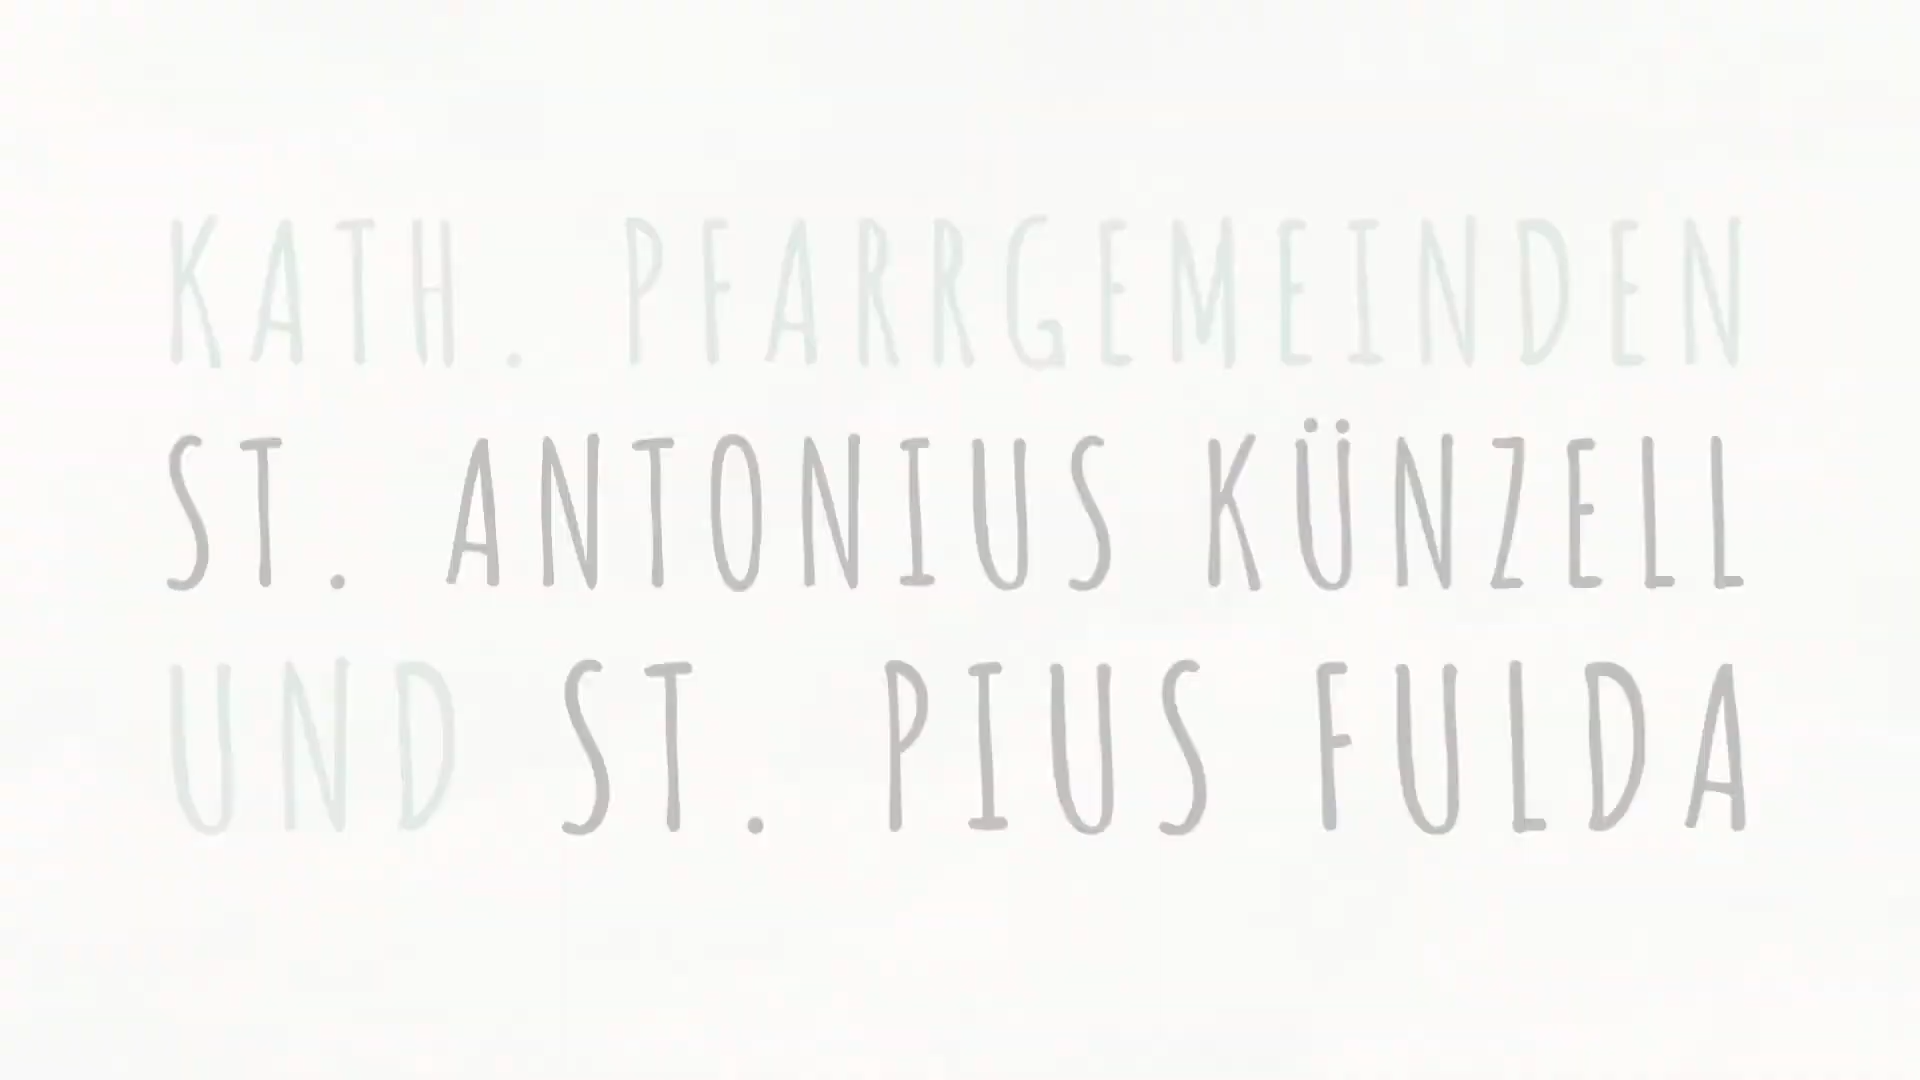 KATH. PFARRGEMEINDEN
ST. ANTONIUS KÜNZELL
UND ST. PIUS FULDA